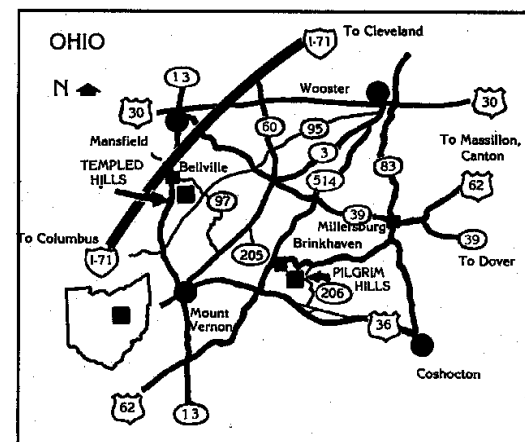 OHIO
To Cleveland
I-71
13
N
Wooster
30
30
60
95
Mansfield
3
To Massillon,
Canton
TEMPLED
HILLS
Bellville
514
83
62
97
39
Millersburg
To Columbus
Brinkhaven
39
I-71
205
To Dover
PILGRIM
HILLS
206
Mount
Vernon
36
Coshocton
62
13